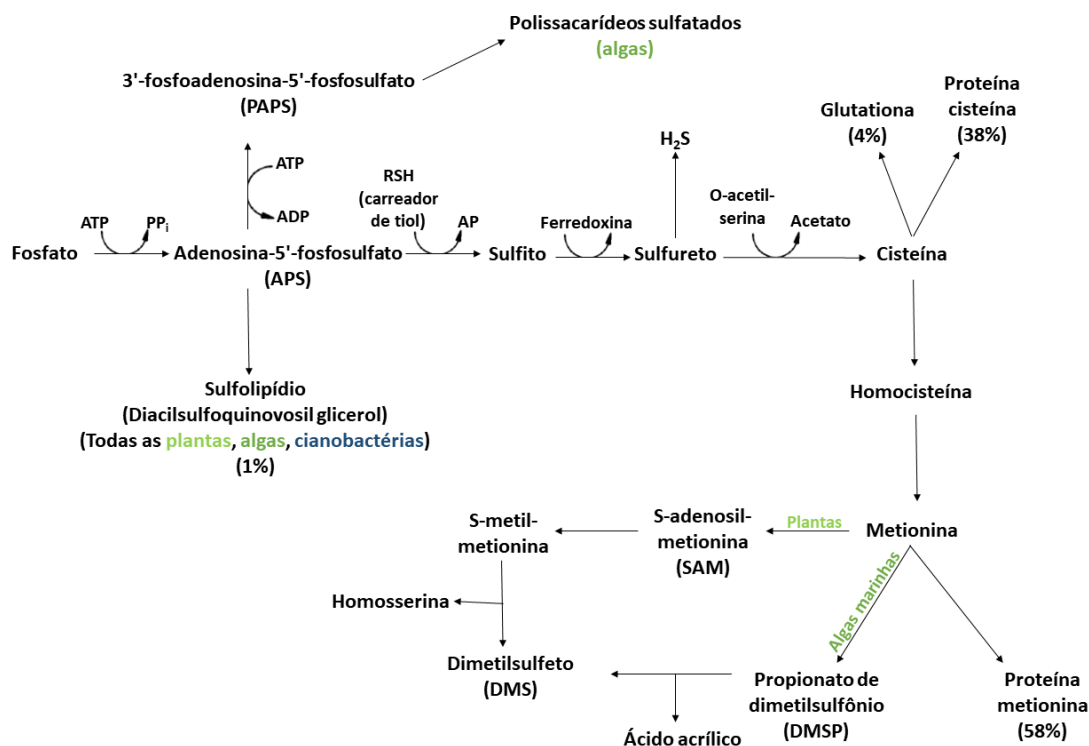 Polissacarídeos sulfatados
(algas)
3'-fosfoadenosina-5'-fosfosulfato
(PAPS)
Glutationa
(4%)
Proteína
cisteína
(38%)
H₂S
ATP
ADP
RSH
(carreador
de tiol)
AP
O-acetil-
serina
Acetato
ATP
PPᵢ
Ferredoxina
Fosfato
Adenosina-5'-fosfosulfato
(APS)
Sulfito
Sulfureto
Cisteína
Sulfolipídio
(Diacilsulfoquinovosil glicerol)
(Todas as plantas, algas, cianobactérias)
(1%)
Homocisteína
S-metil-
metionina
S-adenosil-
metionina
(SAM)
Plantas
Metionina
Algas marinhas
Homosserina
Dimetilsulfeto
(DMS)
Propionato de
dimetilsulfônio
(DMSP)
Proteína
metionina
(58%)
Ácido acrílico